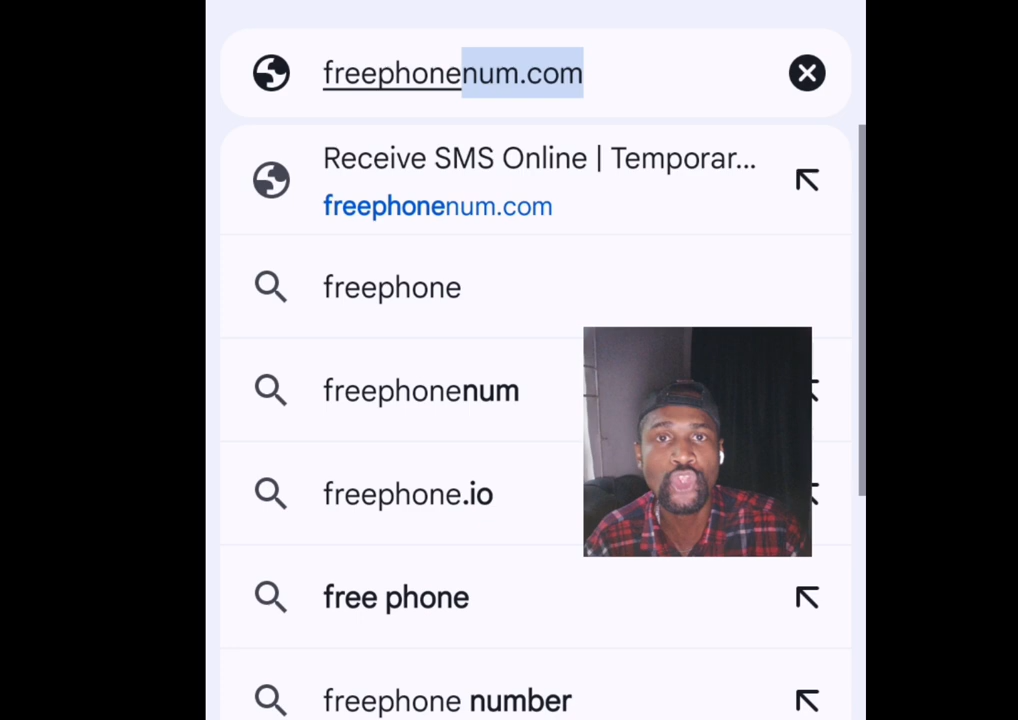 freephonenum.com
Receive SMS Online | Temporar...
freephonenum.com
freephone
freephonenum
freephone.io
free phone
freephone number